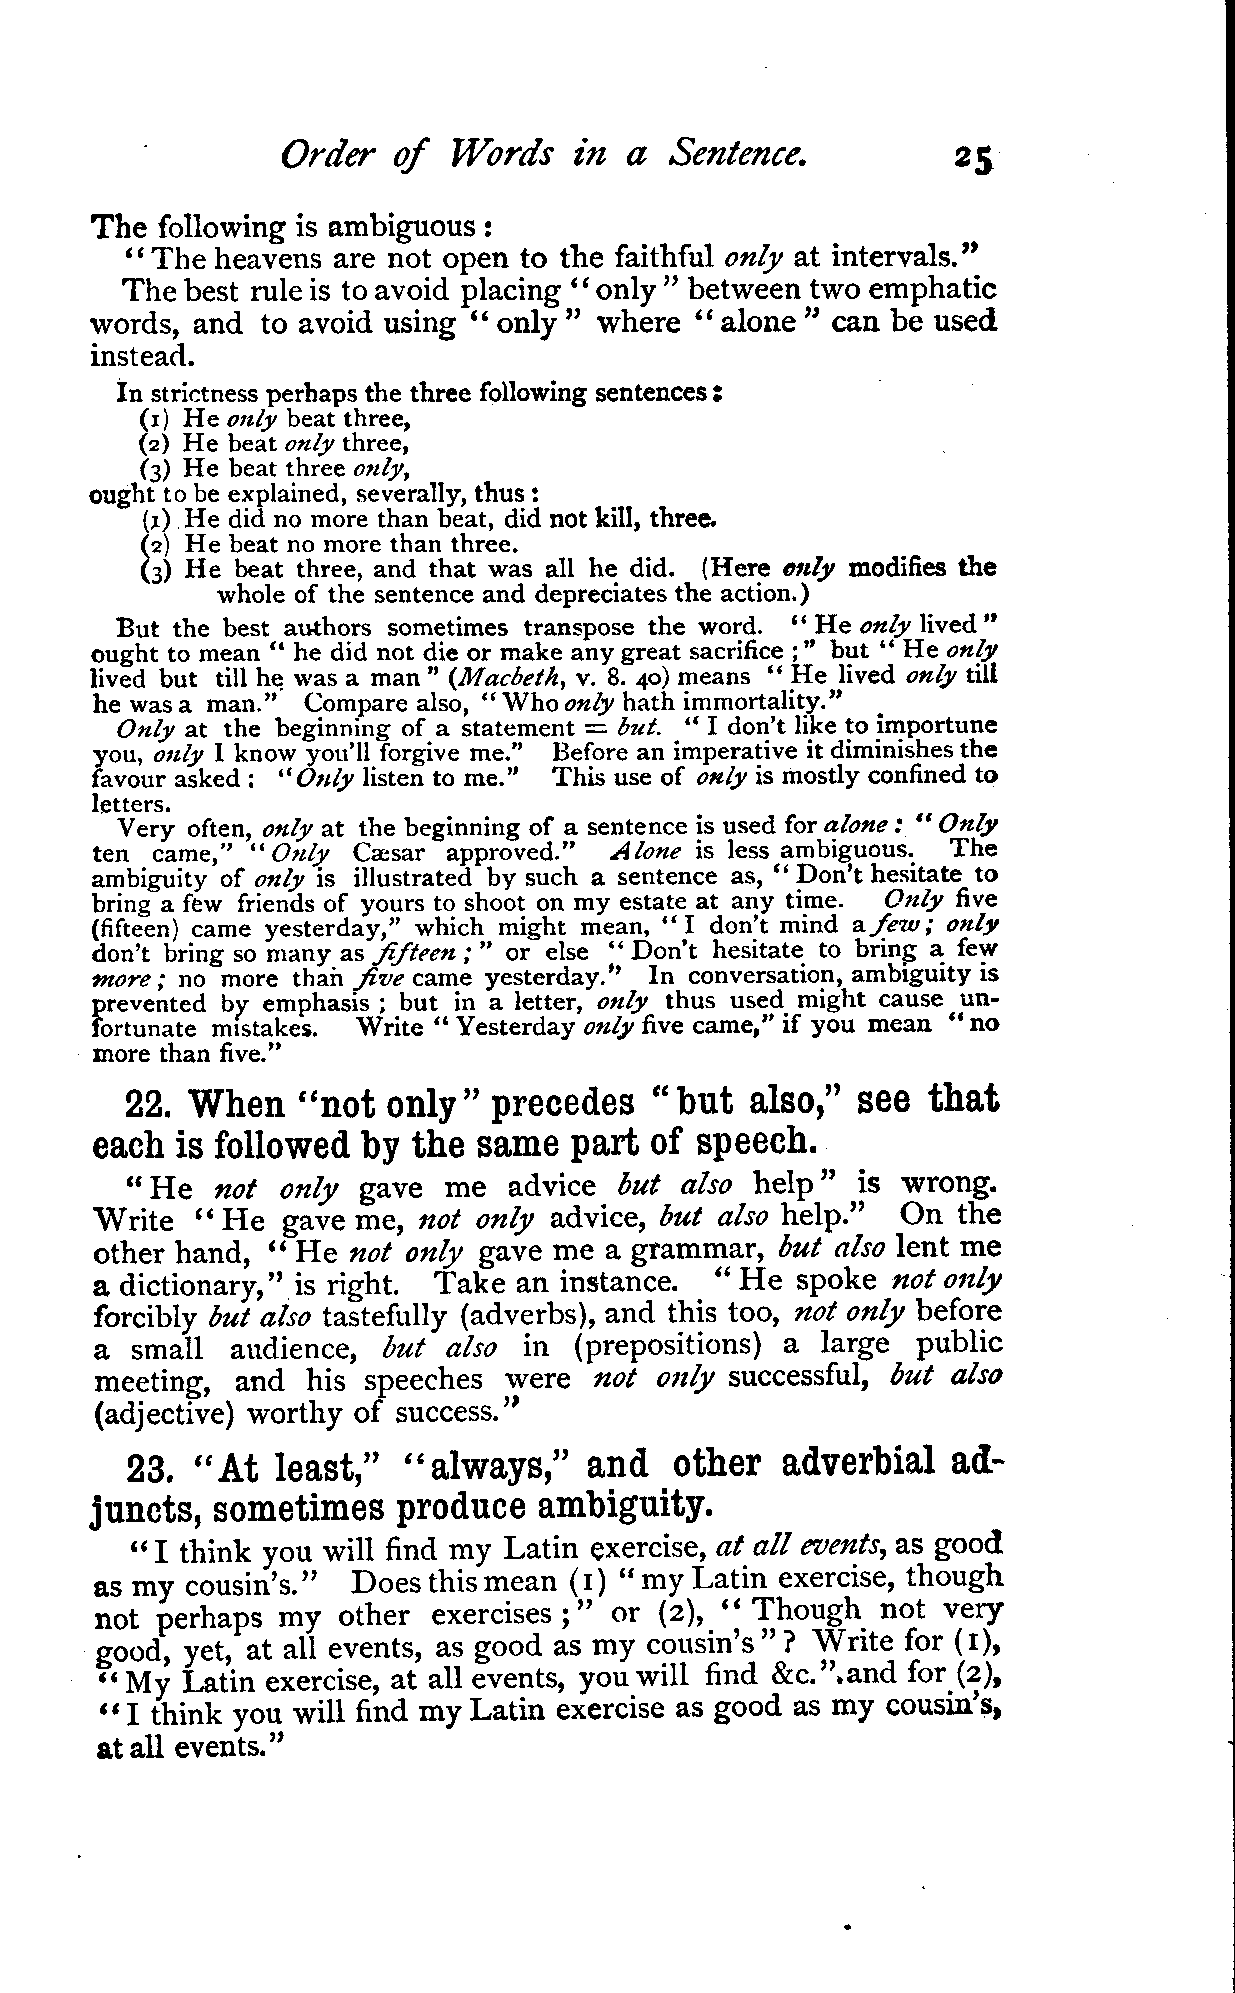 Order of Words in a Sentence. 25
The following is ambiguous :
"The heavens are not open to the faithful only at intervals."
The best rule is to avoid placing "only" between two emphatic
words, and to avoid using "only" where "alone" can be used
instead.
In strictness perhaps the three following sentences :
(1) He only beat three,
(2) He beat only three,
(3) He beat three only,
ought to be explained, severally, thus :
(1) He did no more than beat, did not kill, three.
(2) He beat no more than three.
(3) He beat three, and that was all he did. (Here only modifies the
whole of the sentence and depreciates the action.)
But the best authors sometimes transpose the word. "He only lived"
ought to mean "he did not die or make any great sacrifice ;" but "He only
lived but till he was a man" (Macbeth, v. 8. 40) means "He lived only till
he was a man." Compare also, "Who only hath immortality."
Only at the beginning of a statement = but. "I don't like to importune
you, only I know you'll forgive me." Before an imperative it diminishes the
favour asked : "Only listen to me." This use of only is mostly confined to
letters.
Very often, only at the beginning of a sentence is used for alone : "Only
ten came," "Only Cæsar approved." Alone is less ambiguous. The
ambiguity of only is illustrated by such a sentence as, "Don't hesitate to
bring a few friends of yours to shoot on my estate at any time. Only five
(fifteen) came yesterday," which might mean, "I don't mind a few ; only
don't bring so many as fifteen ;" or else "Don't hesitate to bring a few
more ; no more than five came yesterday." In conversation, ambiguity is
prevented by emphasis ; but in a letter, only thus used might cause un-
fortunate mistakes. Write "Yesterday only five came," if you mean "no
more than five."
22. When "not only" precedes "but also," see that
each is followed by the same part of speech.
"He not only gave me advice but also help" is wrong.
Write "He gave me, not only advice, but also help." On the
other hand, "He not only gave me a grammar, but also lent me
a dictionary," is right. Take an instance. "He spoke not only
forcibly but also tastefully (adverbs), and this too, not only before
a small audience, but also in (prepositions) a large public
meeting, and his speeches were not only successful, but also
(adjective) worthy of success."
23. "At least," "always," and other adverbial ad-
juncts, sometimes produce ambiguity.
"I think you will find my Latin exercise, at all events, as good
as my cousin's." Does this mean (1) "my Latin exercise, though
not perhaps my other exercises ;" or (2), "Though not very
good, yet, at all events, as good as my cousin's"? Write for (1),
"My Latin exercise, at all events, you will find &c.".and for (2),
"I think you will find my Latin exercise as good as my cousin's,
at all events."